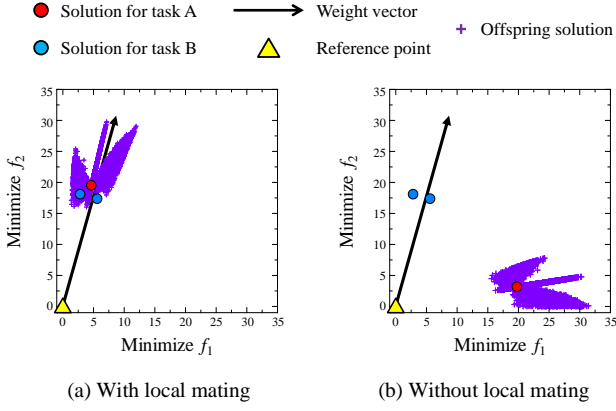 Solution for task A
Weight vector
Offspring solution
Solution for task B
Reference point
35
30
25
20
15
10
5
0
Minimize f2
0 5 10 15 20 25 30 35
Minimize f1
(a) With local mating
35
30
25
20
15
10
5
0
Minimize f2
0 5 10 15 20 25 30 35
Minimize f1
(b) Without local mating